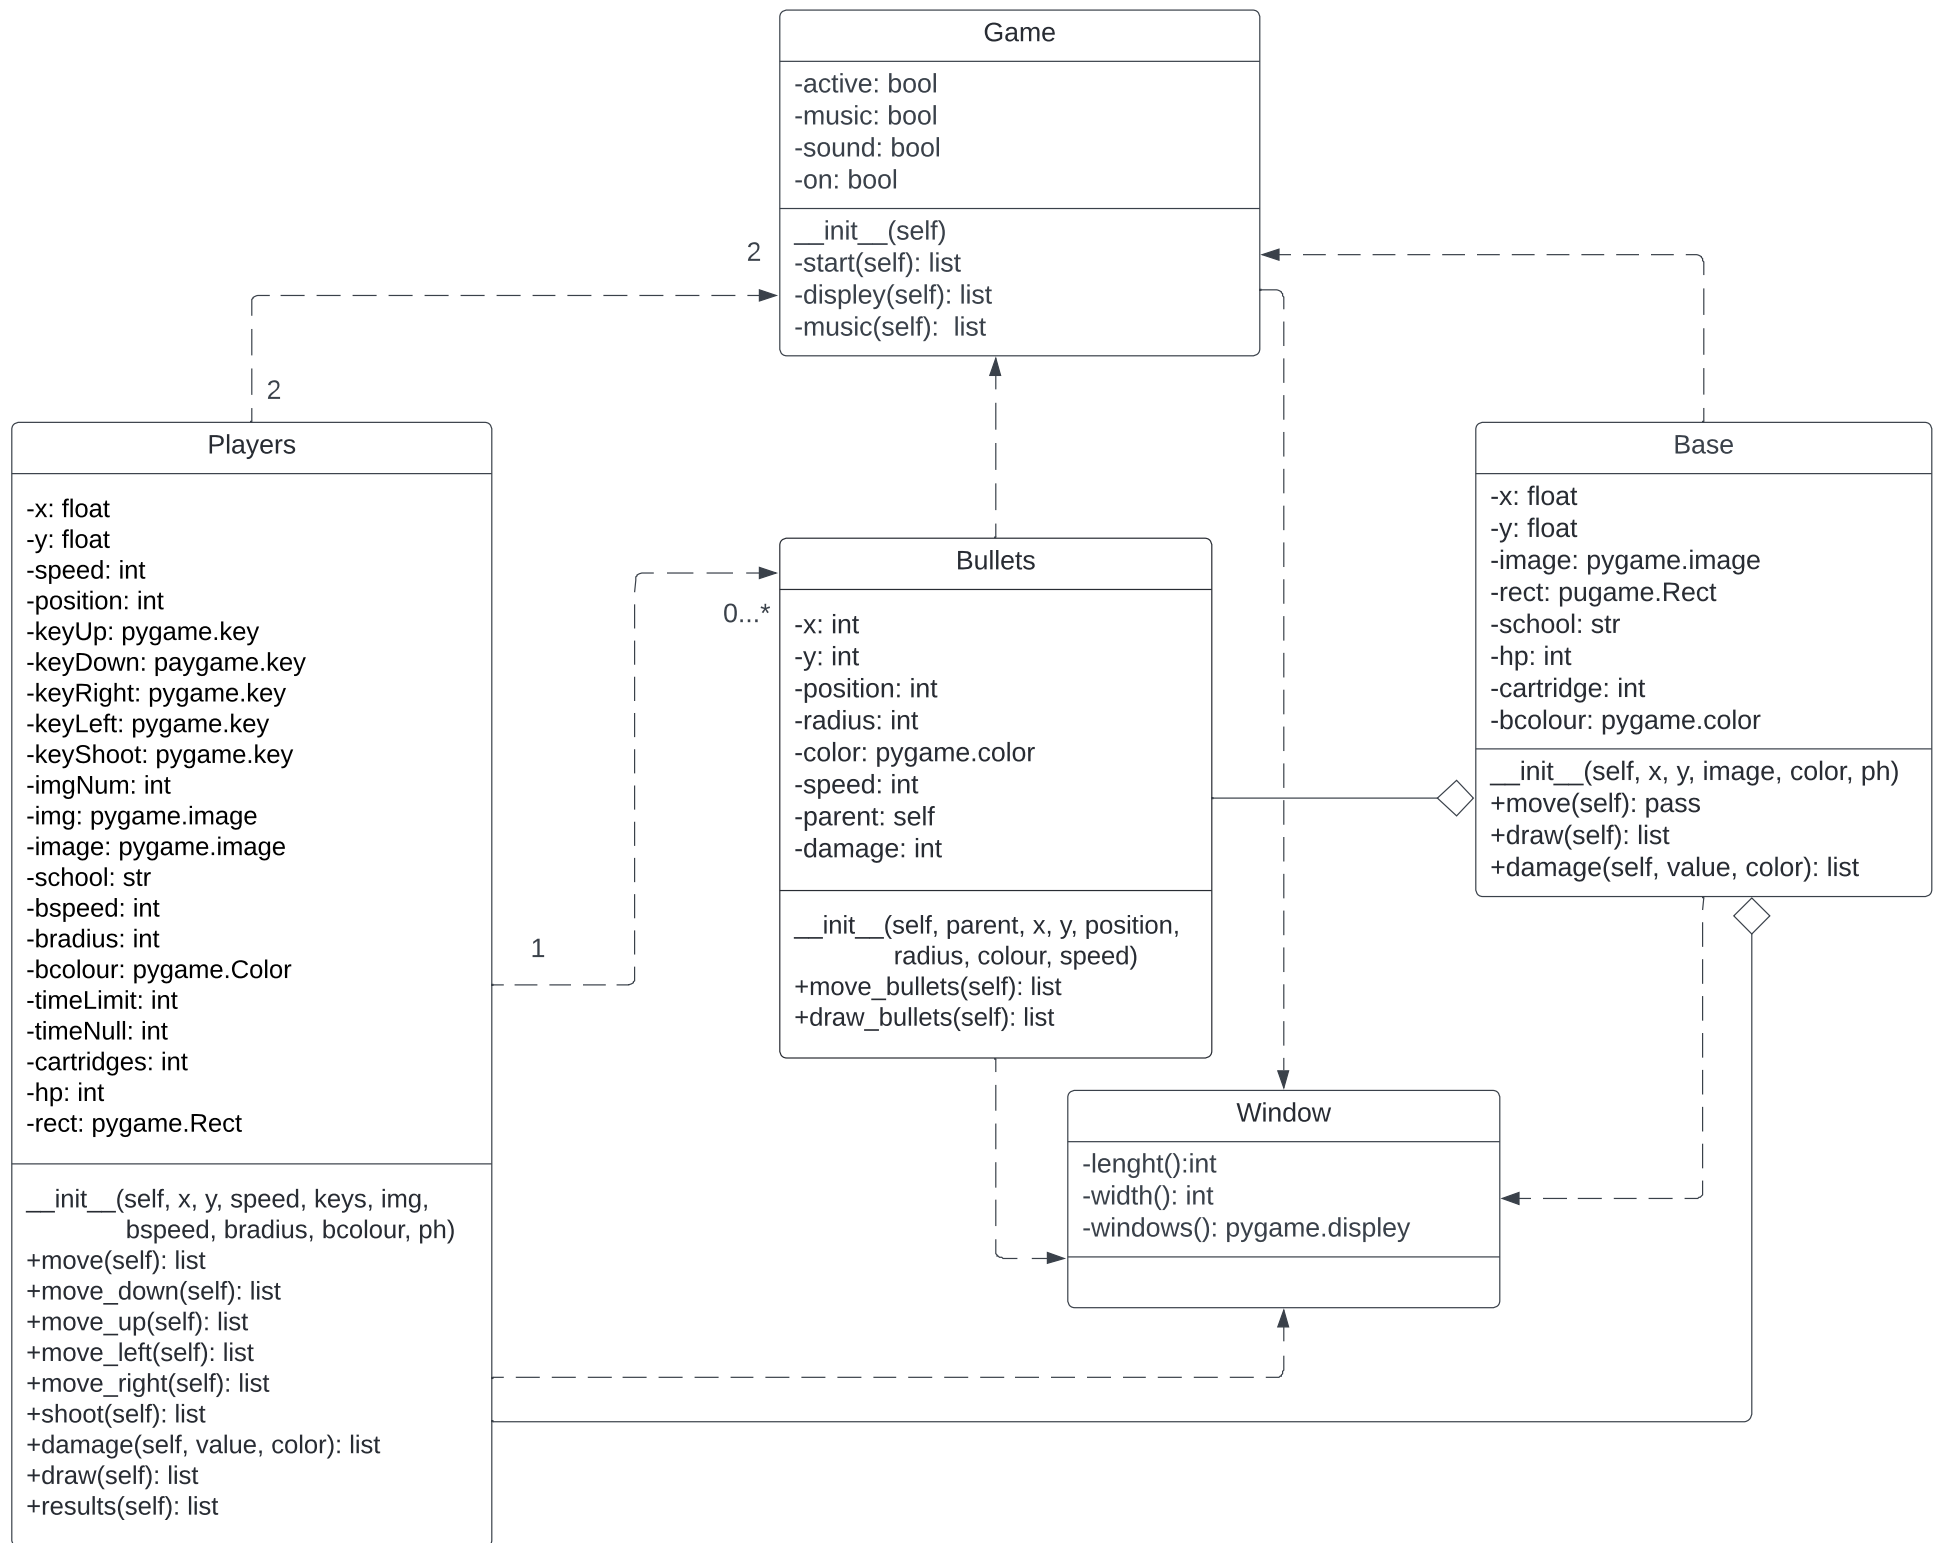 Game
-active: bool
-music: bool
-sound: bool
-on: bool
__init__(self)
-start(self): list
-displey(self): list
-music(self):  list
2
2
Players
-x: float
-y: float
-speed: int
-position: int
-keyUp: pygame.key
-keyDown: paygame.key
-keyRight: pygame.key
-keyLeft: pygame.key
-keyShoot: pygame.key
-imgNum: int
-img: pygame.image
-image: pygame.image
-school: str
-bspeed: int
-bradius: int
-bcolour: pygame.Color
-timeLimit: int
-timeNull: int
-cartridges: int
-hp: int
-rect: pygame.Rect
__init__(self, x, y, speed, keys, img,
bspeed, bradius, bcolour, ph)
+move(self): list
+move_down(self): list
+move_up(self): list
+move_left(self): list
+move_right(self): list
+shoot(self): list
+damage(self, value, color): list
+draw(self): list
+results(self): list
1
0...*
Bullets
-x: int
-y: int
-position: int
-radius: int
-color: pygame.color
-speed: int
-parent: self
-damage: int
__init__(self, parent, x, y, position,
radius, colour, speed)
+move_bullets(self): list
+draw_bullets(self): list
Base
-x: float
-y: float
-image: pygame.image
-rect: pugame.Rect
-school: str
-hp: int
-cartridge: int
-bcolour: pygame.color
__init__(self, x, y, image, color, ph)
+move(self): pass
+draw(self): list
+damage(self, value, color): list
Window
-lenght():int
-width(): int
-windows(): pygame.displey